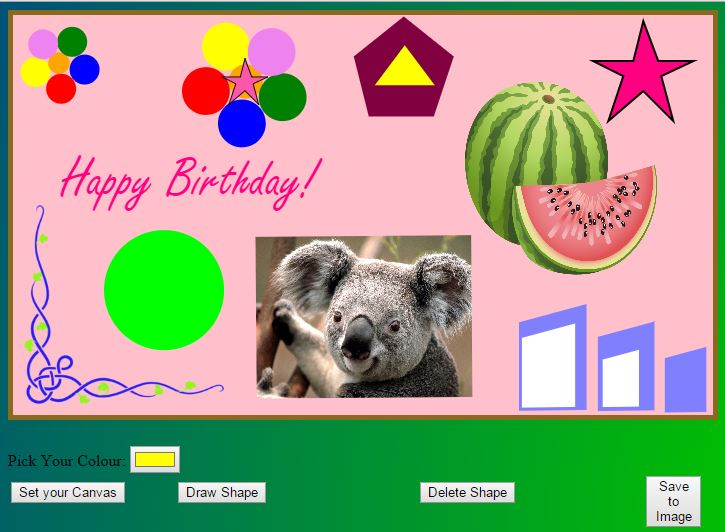 Happy Birthday!
Pick Your Colour:
Set your Canvas
Draw Shape
Delete Shape
Save
to
Image